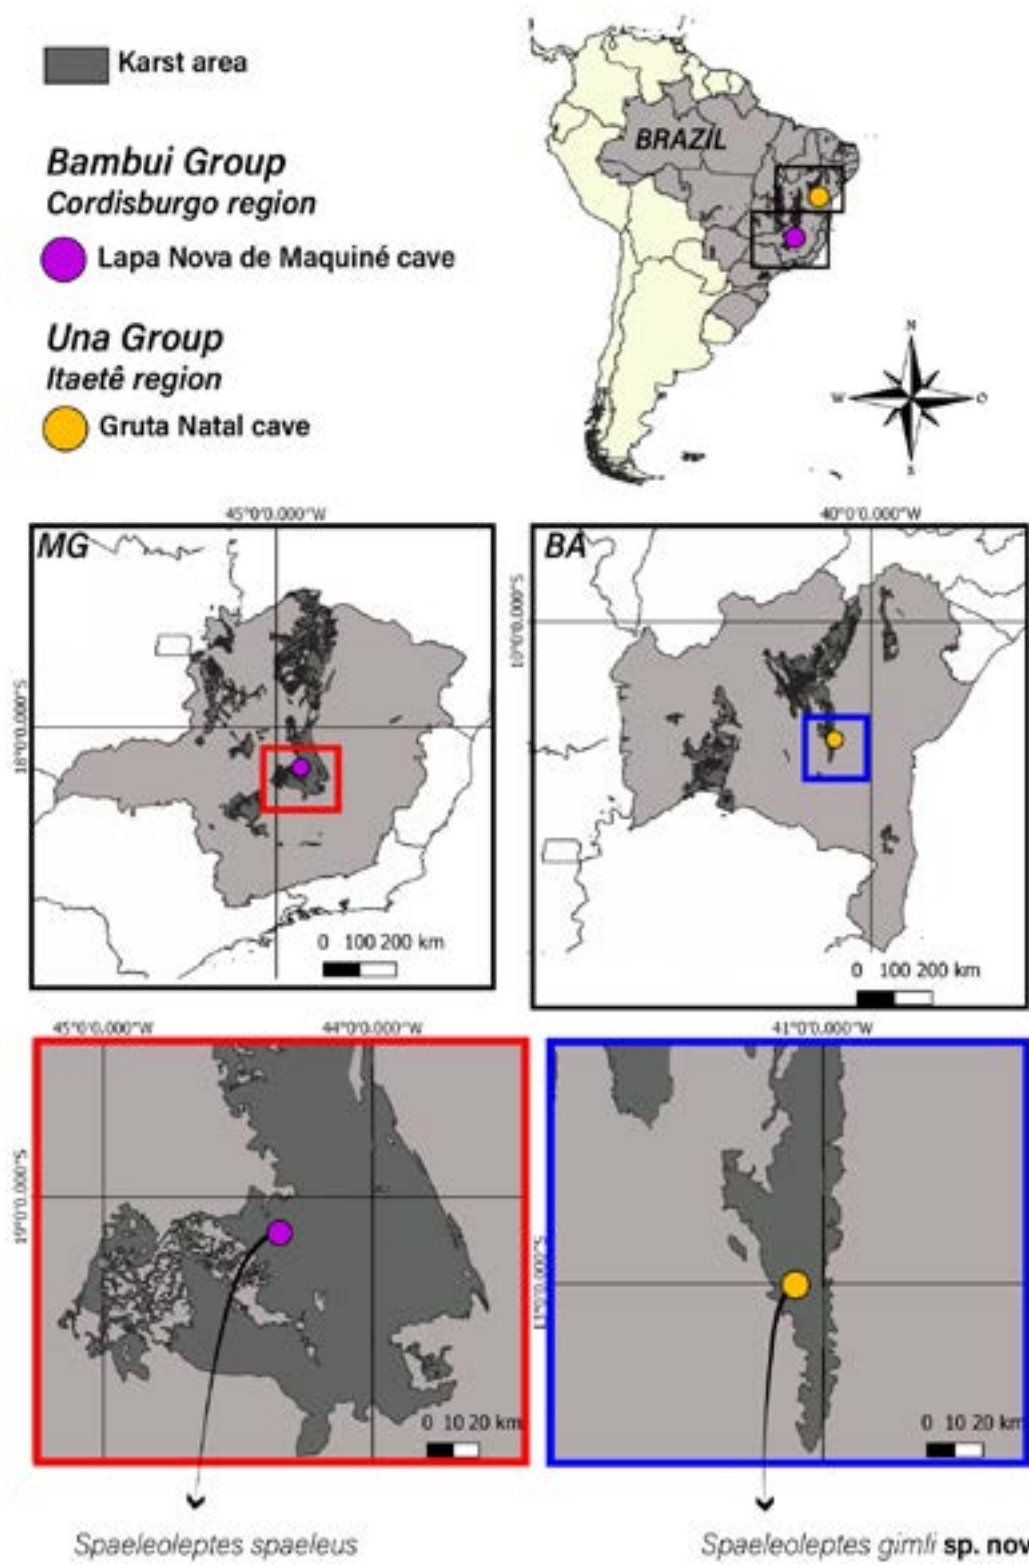 Karst area
Bambui Group
Cordisburgo region
Lapa Nova de Maquiné cave
Una Group
Itaetê region
Gruta Natal cave
BRAZIL
N
W
O
S
45°0'0.000"W
40°0'0.000"W
MG
BA
18°0'0.000"S
10°0'0.000"S
0 100 200 km
0 100 200 km
45°0'0.000"W
44°0'0.000"W
41°0'0.000"W
19°0'0.000"S
13°0'0.000"S
0 10 20 km
0 10 20 km
Spaeleoleptes spaeleus
Spaeleoleptes gimli sp. nov